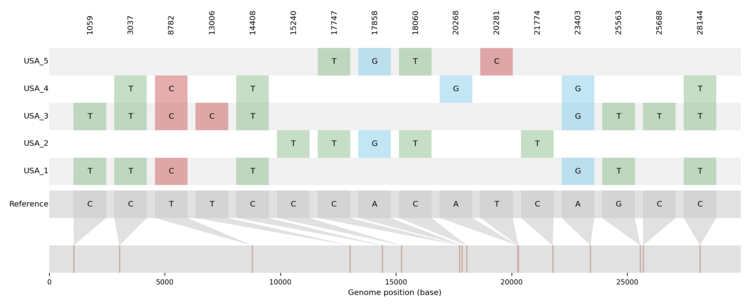 1059 3037 8782 13006 14408 15240 17747 17858 18060 20268 20281 21774 23403 25563 25688 28144
USA_5 T G T C
USA_4 T C T G G T
USA_3 T T C C T G T T T
USA_2 T T G T T
USA_1 T T C T G T T
Reference C C T T C C C A C A T C A G C C
0 5000 10000 15000 20000 25000
Genome position (base)